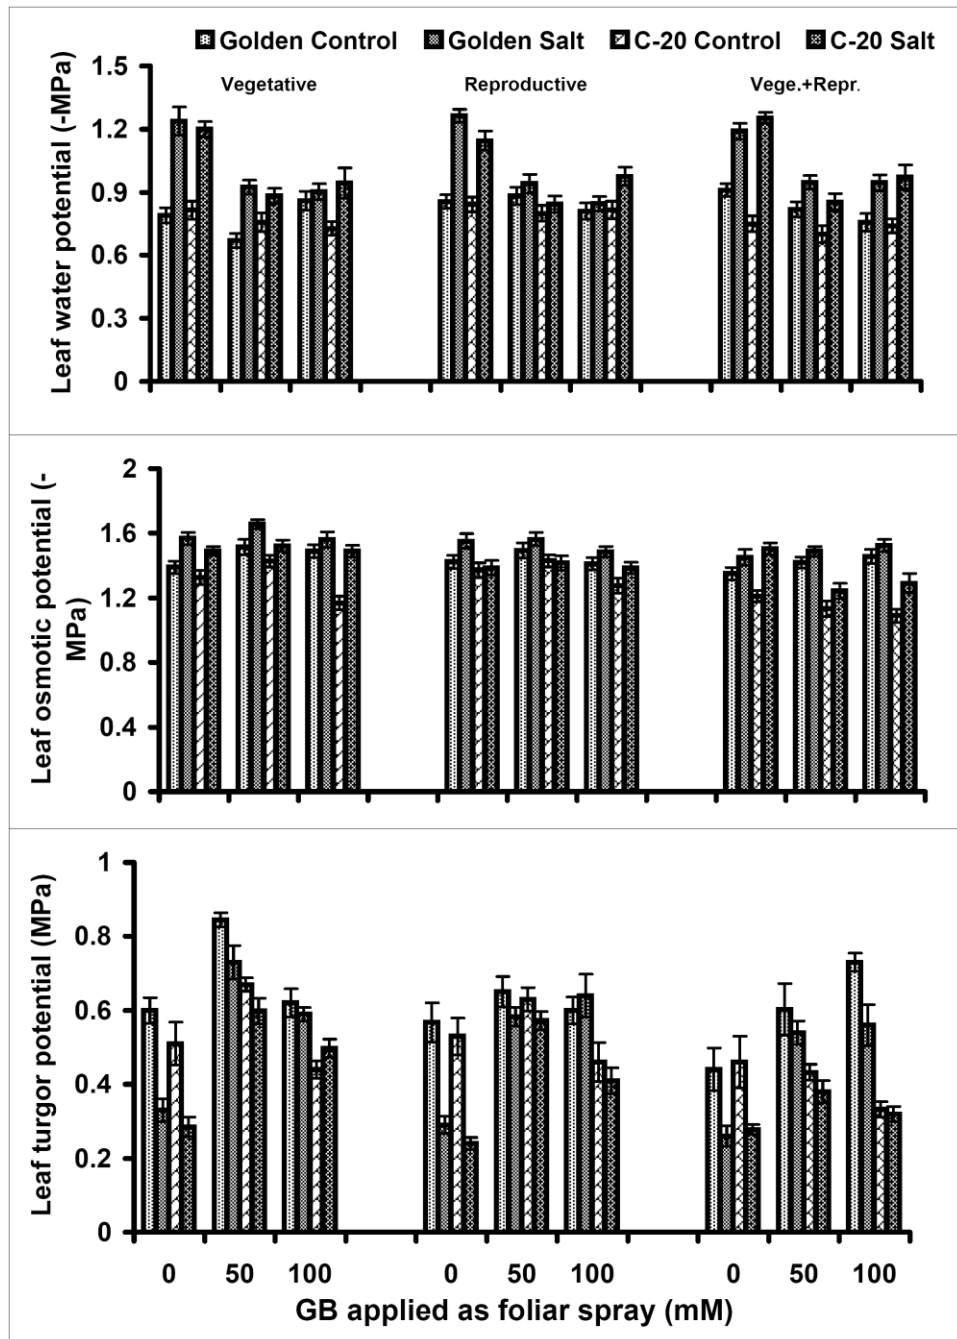 Golden Control Golden Salt C-20 Control C-20 Salt
Vegetative Reproductive Vege.+Repr.
Leaf water potential (-MPa)
1.5
1.2
0.9
0.6
0.3
0
Leaf osmotic potential (-
MPa)
2
1.6
1.2
0.8
0.4
0
Leaf turgor potential (MPa)
1
0.8
0.6
0.4
0.2
0
0 50 100 0 50 100 0 50 100
GB applied as foliar spray (mM)